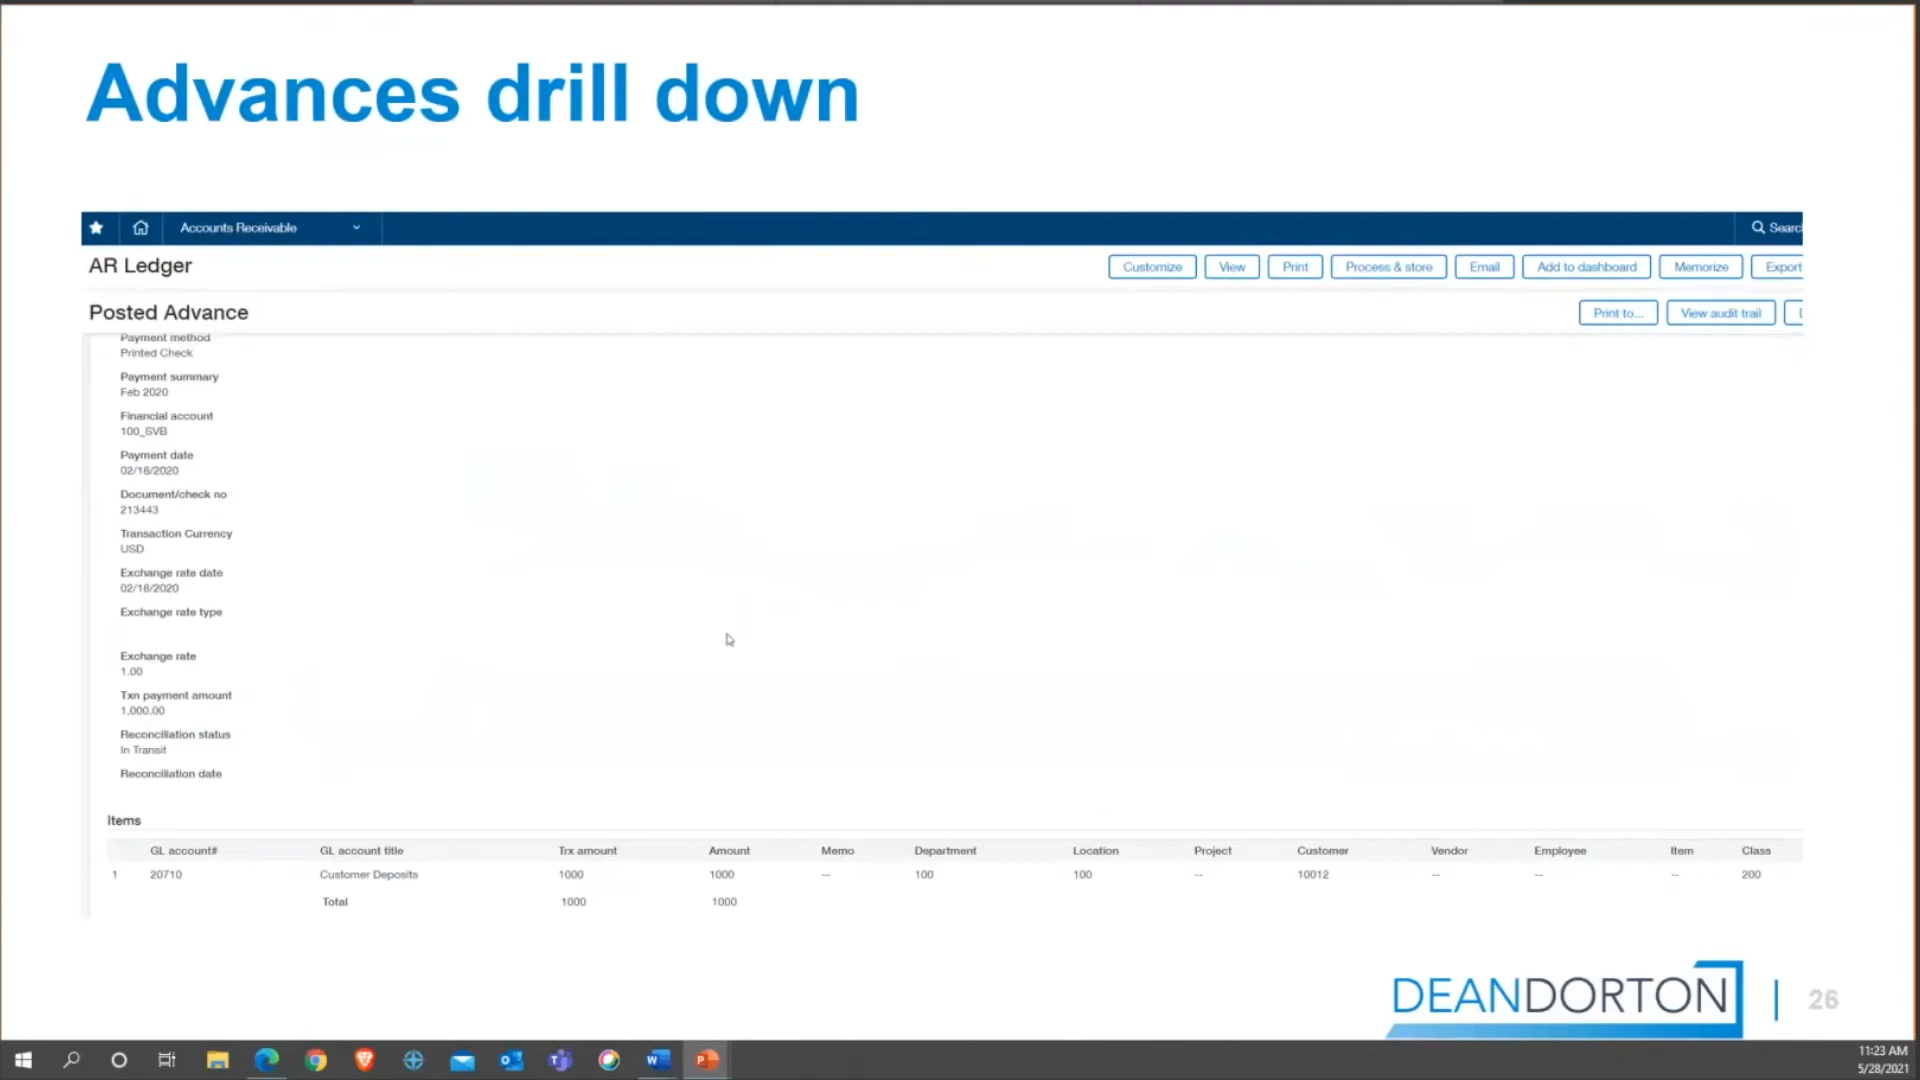 Advances drill down
Accounts Receivable
Search
AR Ledger
Customize View Print Process & store Email Add to dashboard Memorize Export
Posted Advance
Print to... View audit trail
Payment method
Printed Check
Payment summary
Feb 2020
Financial account
100_SVB
Payment date
02/18/2020
Document/check no
213443
Transaction Currency
USD
Exchange rate date
02/18/2020
Exchange rate type
Exchange rate
1.00
Txn payment amount
1,000.00
Reconciliation status
In Transit
Reconciliation date
Items
GL account# GL account title Trx amount Amount Memo Department Location Project Customer Vendor Employee Item Class
1 20710 Customer Deposits 1000 1000 -- 100 100 -- 10012 -- -- -- 200
Total 1000 1000
DEANDORTON
26
11:23 AM
5/28/2021